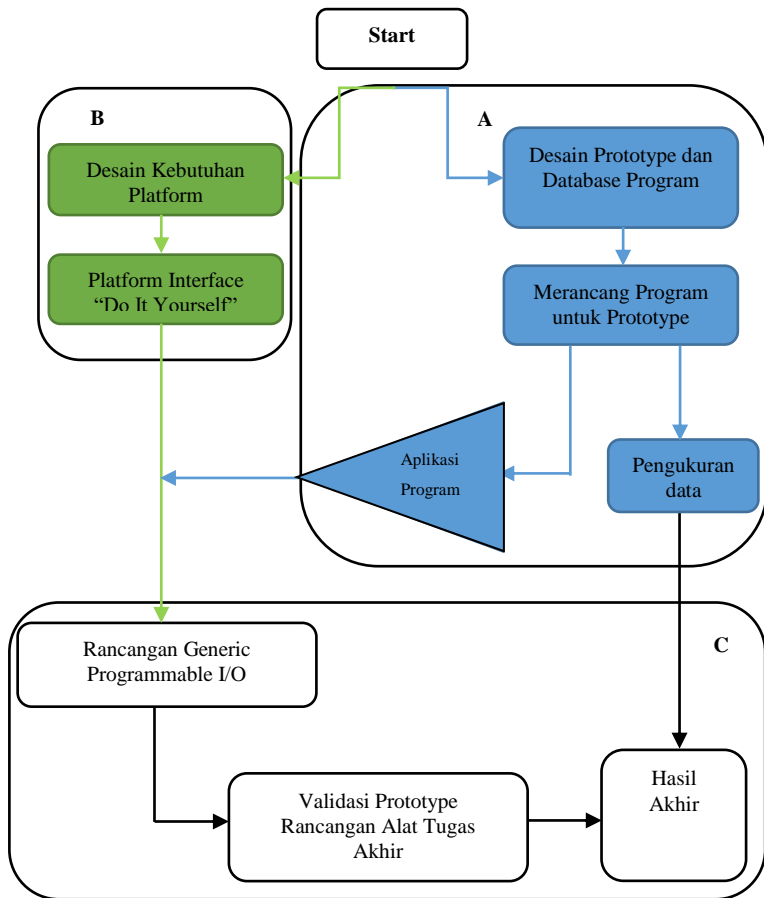 Start
B
A
Desain Kebutuhan
Platform
Desain Prototype dan
Database Program
Platform Interface
“Do It Yourself”
Merancang Program
untuk Prototype
Aplikasi
Program
Pengukuran
data
Rancangan Generic
Programmable I/O
C
Validasi Prototype
Rancangan Alat Tugas
Akhir
Hasil
Akhir